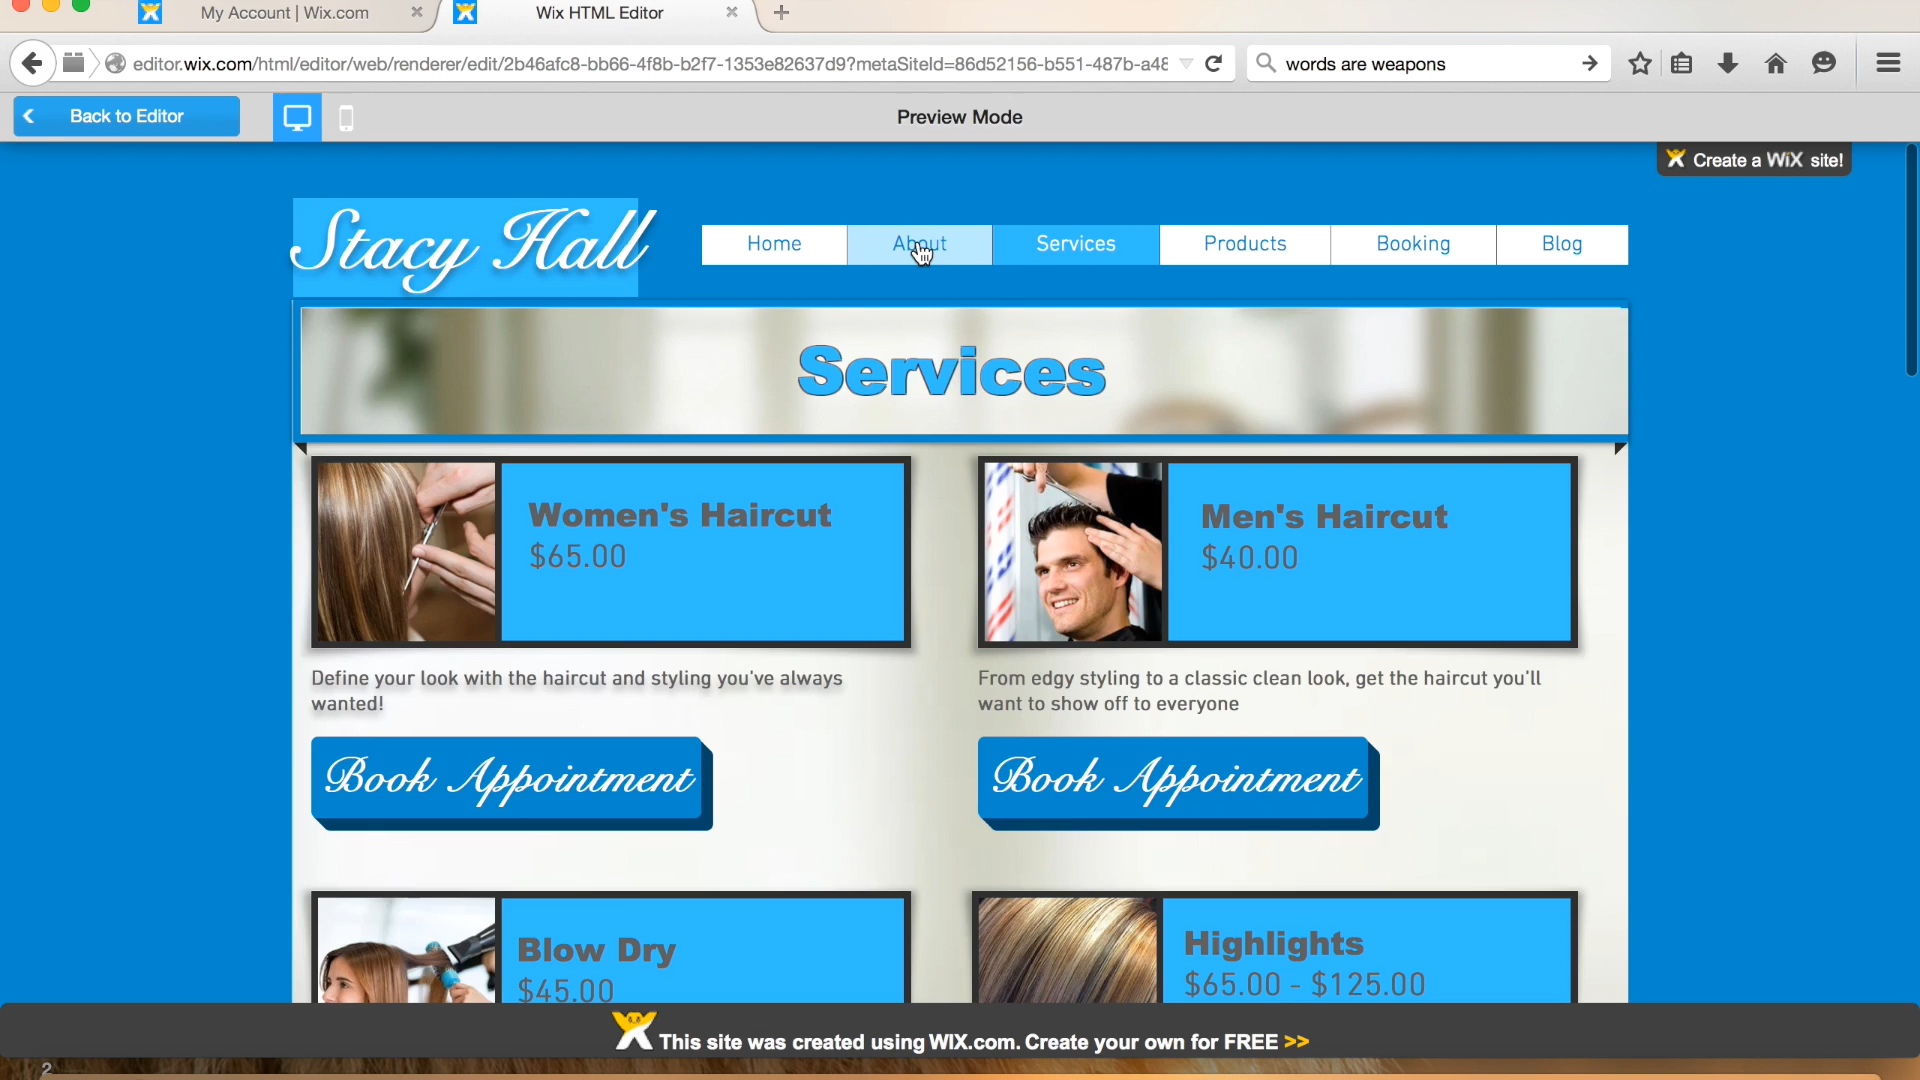 My Account | Wix.com
Wix HTML Editor
editor.wix.com/html/editor/web/renderer/edit/2b46afc8-bb66-4f8b-b2f7-1353e82637d9?metaSiteId=86d52156-b551-487b-a48
words are weapons
Back to Editor
Preview Mode
Create a WiX site!
Stacy Hall
Home
About
Services
Products
Booking
Blog
Services
Women's Haircut
$65.00
Men's Haircut
$40.00
Define your look with the haircut and styling you've always
wanted!
From edgy styling to a classic clean look, get the haircut you'll
want to show off to everyone
Book Appointment
Book Appointment
Blow Dry
$45.00
Highlights
$65.00 - $125.00
This site was created using WIX.com. Create your own for FREE >>
2